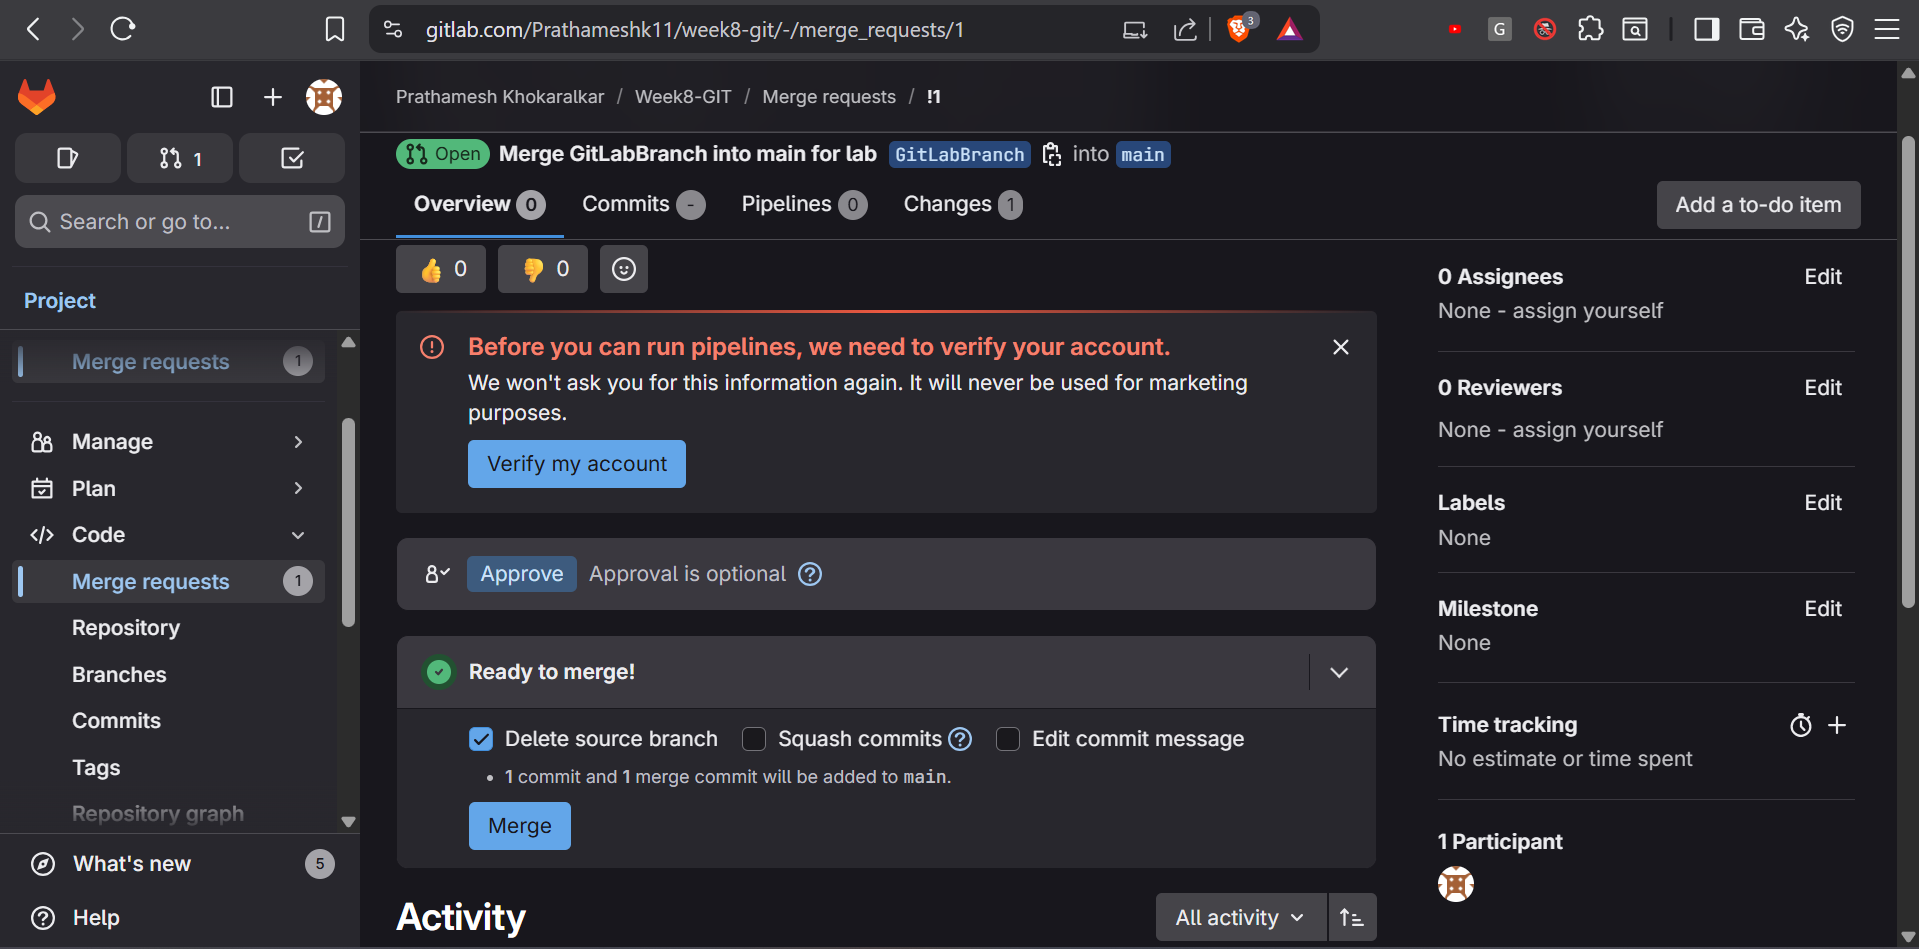 gitlab.com/Prathameshk11/week8-git/-/merge_requests/1
3
G
1
Search or go to... /
Project
Merge requests 1
Manage
Plan
Code
Merge requests 1
Repository
Branches
Commits
Tags
Repository graph
What's new 5
Help
Prathamesh Khokaralkar / Week8-GIT / Merge requests / !1
Open Merge GitLabBranch into main for lab GitLabBranch into main
Overview 0 Commits - Pipelines 0 Changes 1
Add a to-do item
0 0
Before you can run pipelines, we need to verify your account.
We won't ask you for this information again. It will never be used for marketing
purposes.
Verify my account
Approve Approval is optional
Ready to merge!
Delete source branch Squash commits Edit commit message
• 1 commit and 1 merge commit will be added to main.
Merge
Activity
All activity
0 Assignees Edit
None - assign yourself
0 Reviewers Edit
None - assign yourself
Labels Edit
None
Milestone Edit
None
Time tracking
No estimate or time spent
1 Participant